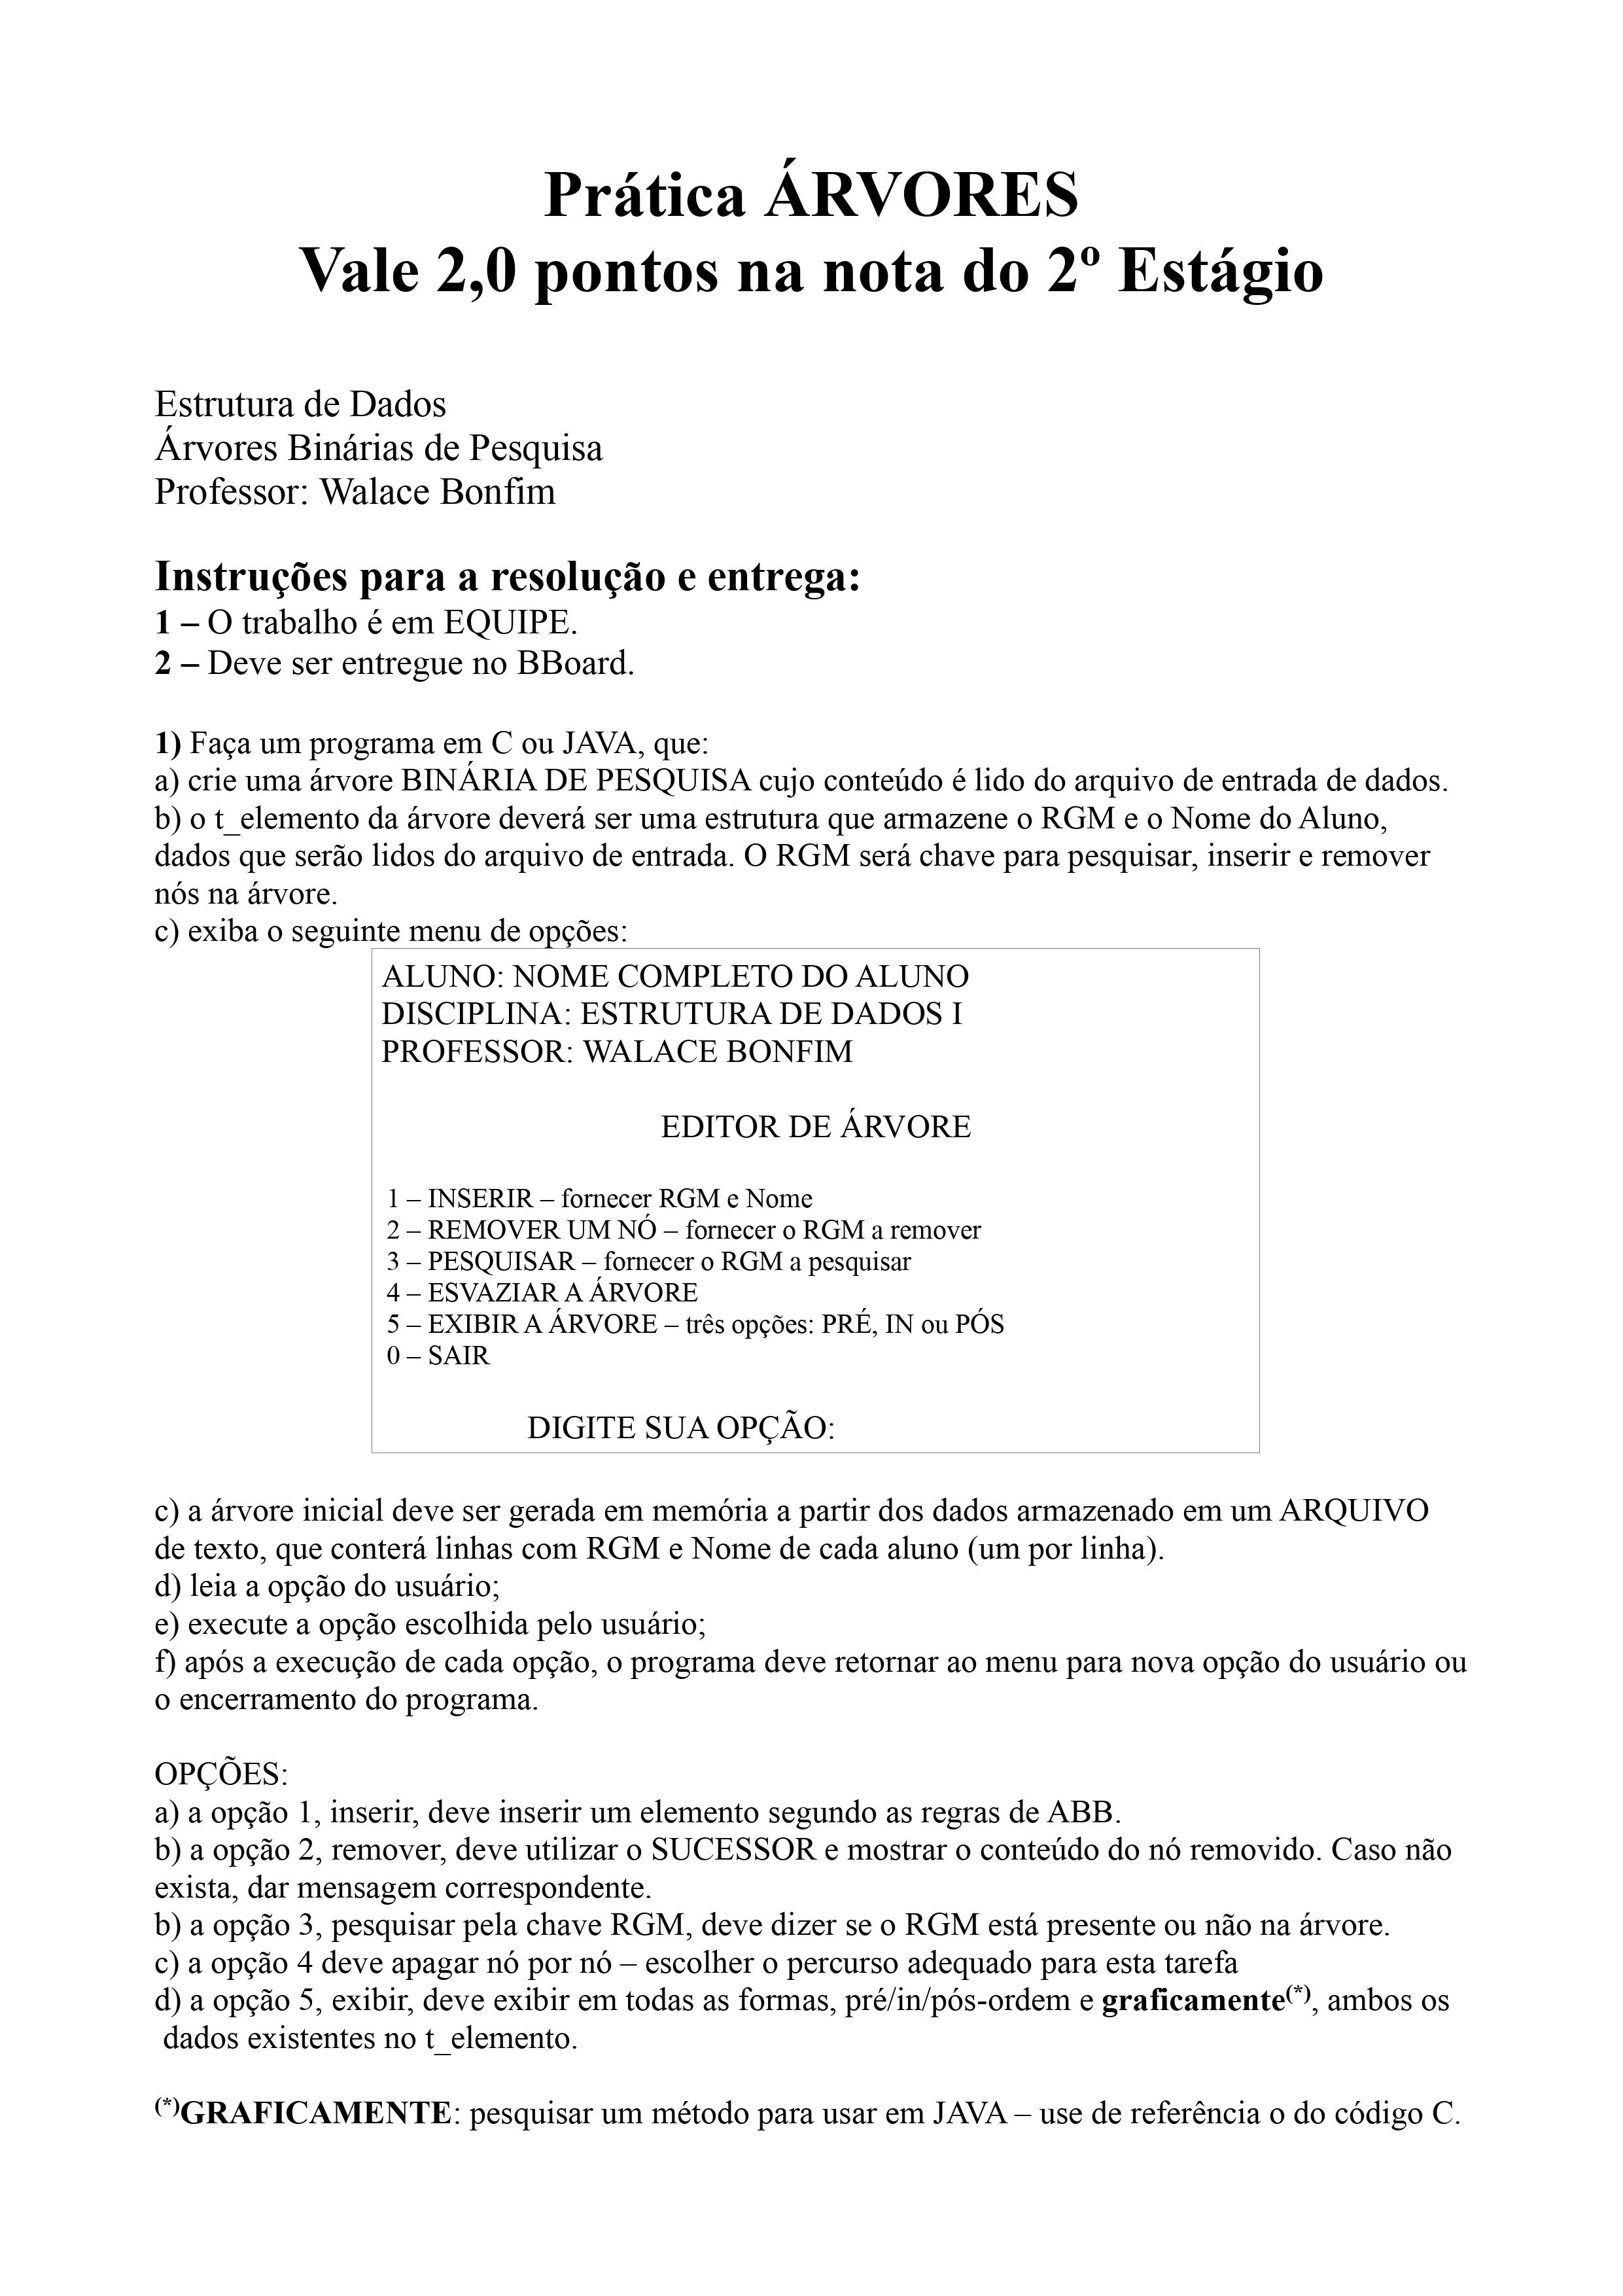 Prática ÁRVORES
Vale 2,0 pontos na nota do 2º Estágio
Estrutura de Dados
Árvores Binárias de Pesquisa
Professor: Walace Bonfim
Instruções para a resolução e entrega:
1 – O trabalho é em EQUIPE.
2 – Deve ser entregue no BBoard.
1) Faça um programa em C ou JAVA, que:
a) crie uma árvore BINÁRIA DE PESQUISA cujo conteúdo é lido do arquivo de entrada de dados.
b) o t_elemento da árvore deverá ser uma estrutura que armazene o RGM e o Nome do Aluno,
dados que serão lidos do arquivo de entrada. O RGM será chave para pesquisar, inserir e remover
nós na árvore.
c) exiba o seguinte menu de opções:
ALUNO: NOME COMPLETO DO ALUNO
DISCIPLINA: ESTRUTURA DE DADOS I
PROFESSOR: WALACE BONFIM
EDITOR DE ÁRVORE
1 – INSERIR – fornecer RGM e Nome
2 – REMOVER UM NÓ – fornecer o RGM a remover
3 – PESQUISAR – fornecer o RGM a pesquisar
4 – ESVAZIAR A ÁRVORE
5 – EXIBIR A ÁRVORE – três opções: PRÉ, IN ou PÓS
0 – SAIR
DIGITE SUA OPÇÃO:
c) a árvore inicial deve ser gerada em memória a partir dos dados armazenado em um ARQUIVO
de texto, que conterá linhas com RGM e Nome de cada aluno (um por linha).
d) leia a opção do usuário;
e) execute a opção escolhida pelo usuário;
f) após a execução de cada opção, o programa deve retornar ao menu para nova opção do usuário ou
o encerramento do programa.
OPÇÕES:
a) a opção 1, inserir, deve inserir um elemento segundo as regras de ABB.
b) a opção 2, remover, deve utilizar o SUCESSOR e mostrar o conteúdo do nó removido. Caso não
exista, dar mensagem correspondente.
b) a opção 3, pesquisar pela chave RGM, deve dizer se o RGM está presente ou não na árvore.
c) a opção 4 deve apagar nó por nó – escolher o percurso adequado para esta tarefa
d) a opção 5, exibir, deve exibir em todas as formas, pré/in/pós-ordem e graficamente(*), ambos os
dados existentes no t_elemento.
(*)GRAFICAMENTE: pesquisar um método para usar em JAVA – use de referência o do código C.